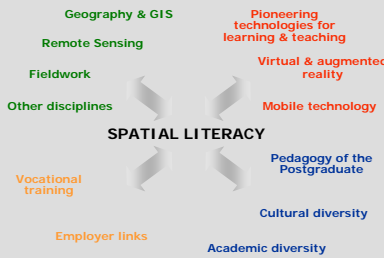 Geography & GIS
Remote Sensing
Fieldwork
Other disciplines
Pioneering
technologies for
learning & teaching
Virtual & augmented
reality
Mobile technology
SPATIAL LITERACY
Vocational
training
Employer links
Pedagogy of the
Postgraduate
Cultural diversity
Academic diversity